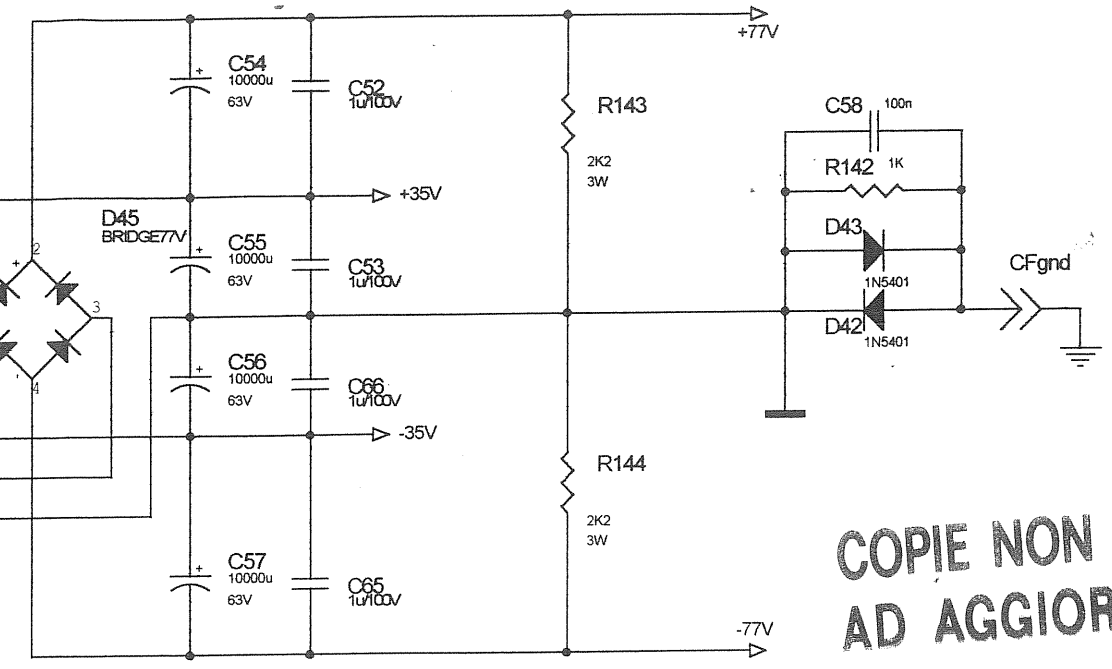 +77V
C54
10000u
63V
C52
1u/100V
R143
2K2
3W
C58 100n
R142 1K
+35V
D45
BRIDGE77V
2
+
3
4
C55
10000u
63V
C53
1u/100V
D43
1N5401
CFgnd
D42
1N5401
C56
10000u
63V
C66
1u/100V
-35V
R144
2K2
3W
C57
10000u
63V
C65
1u/100V
-77V
COPIE NON
AD AGGIOR